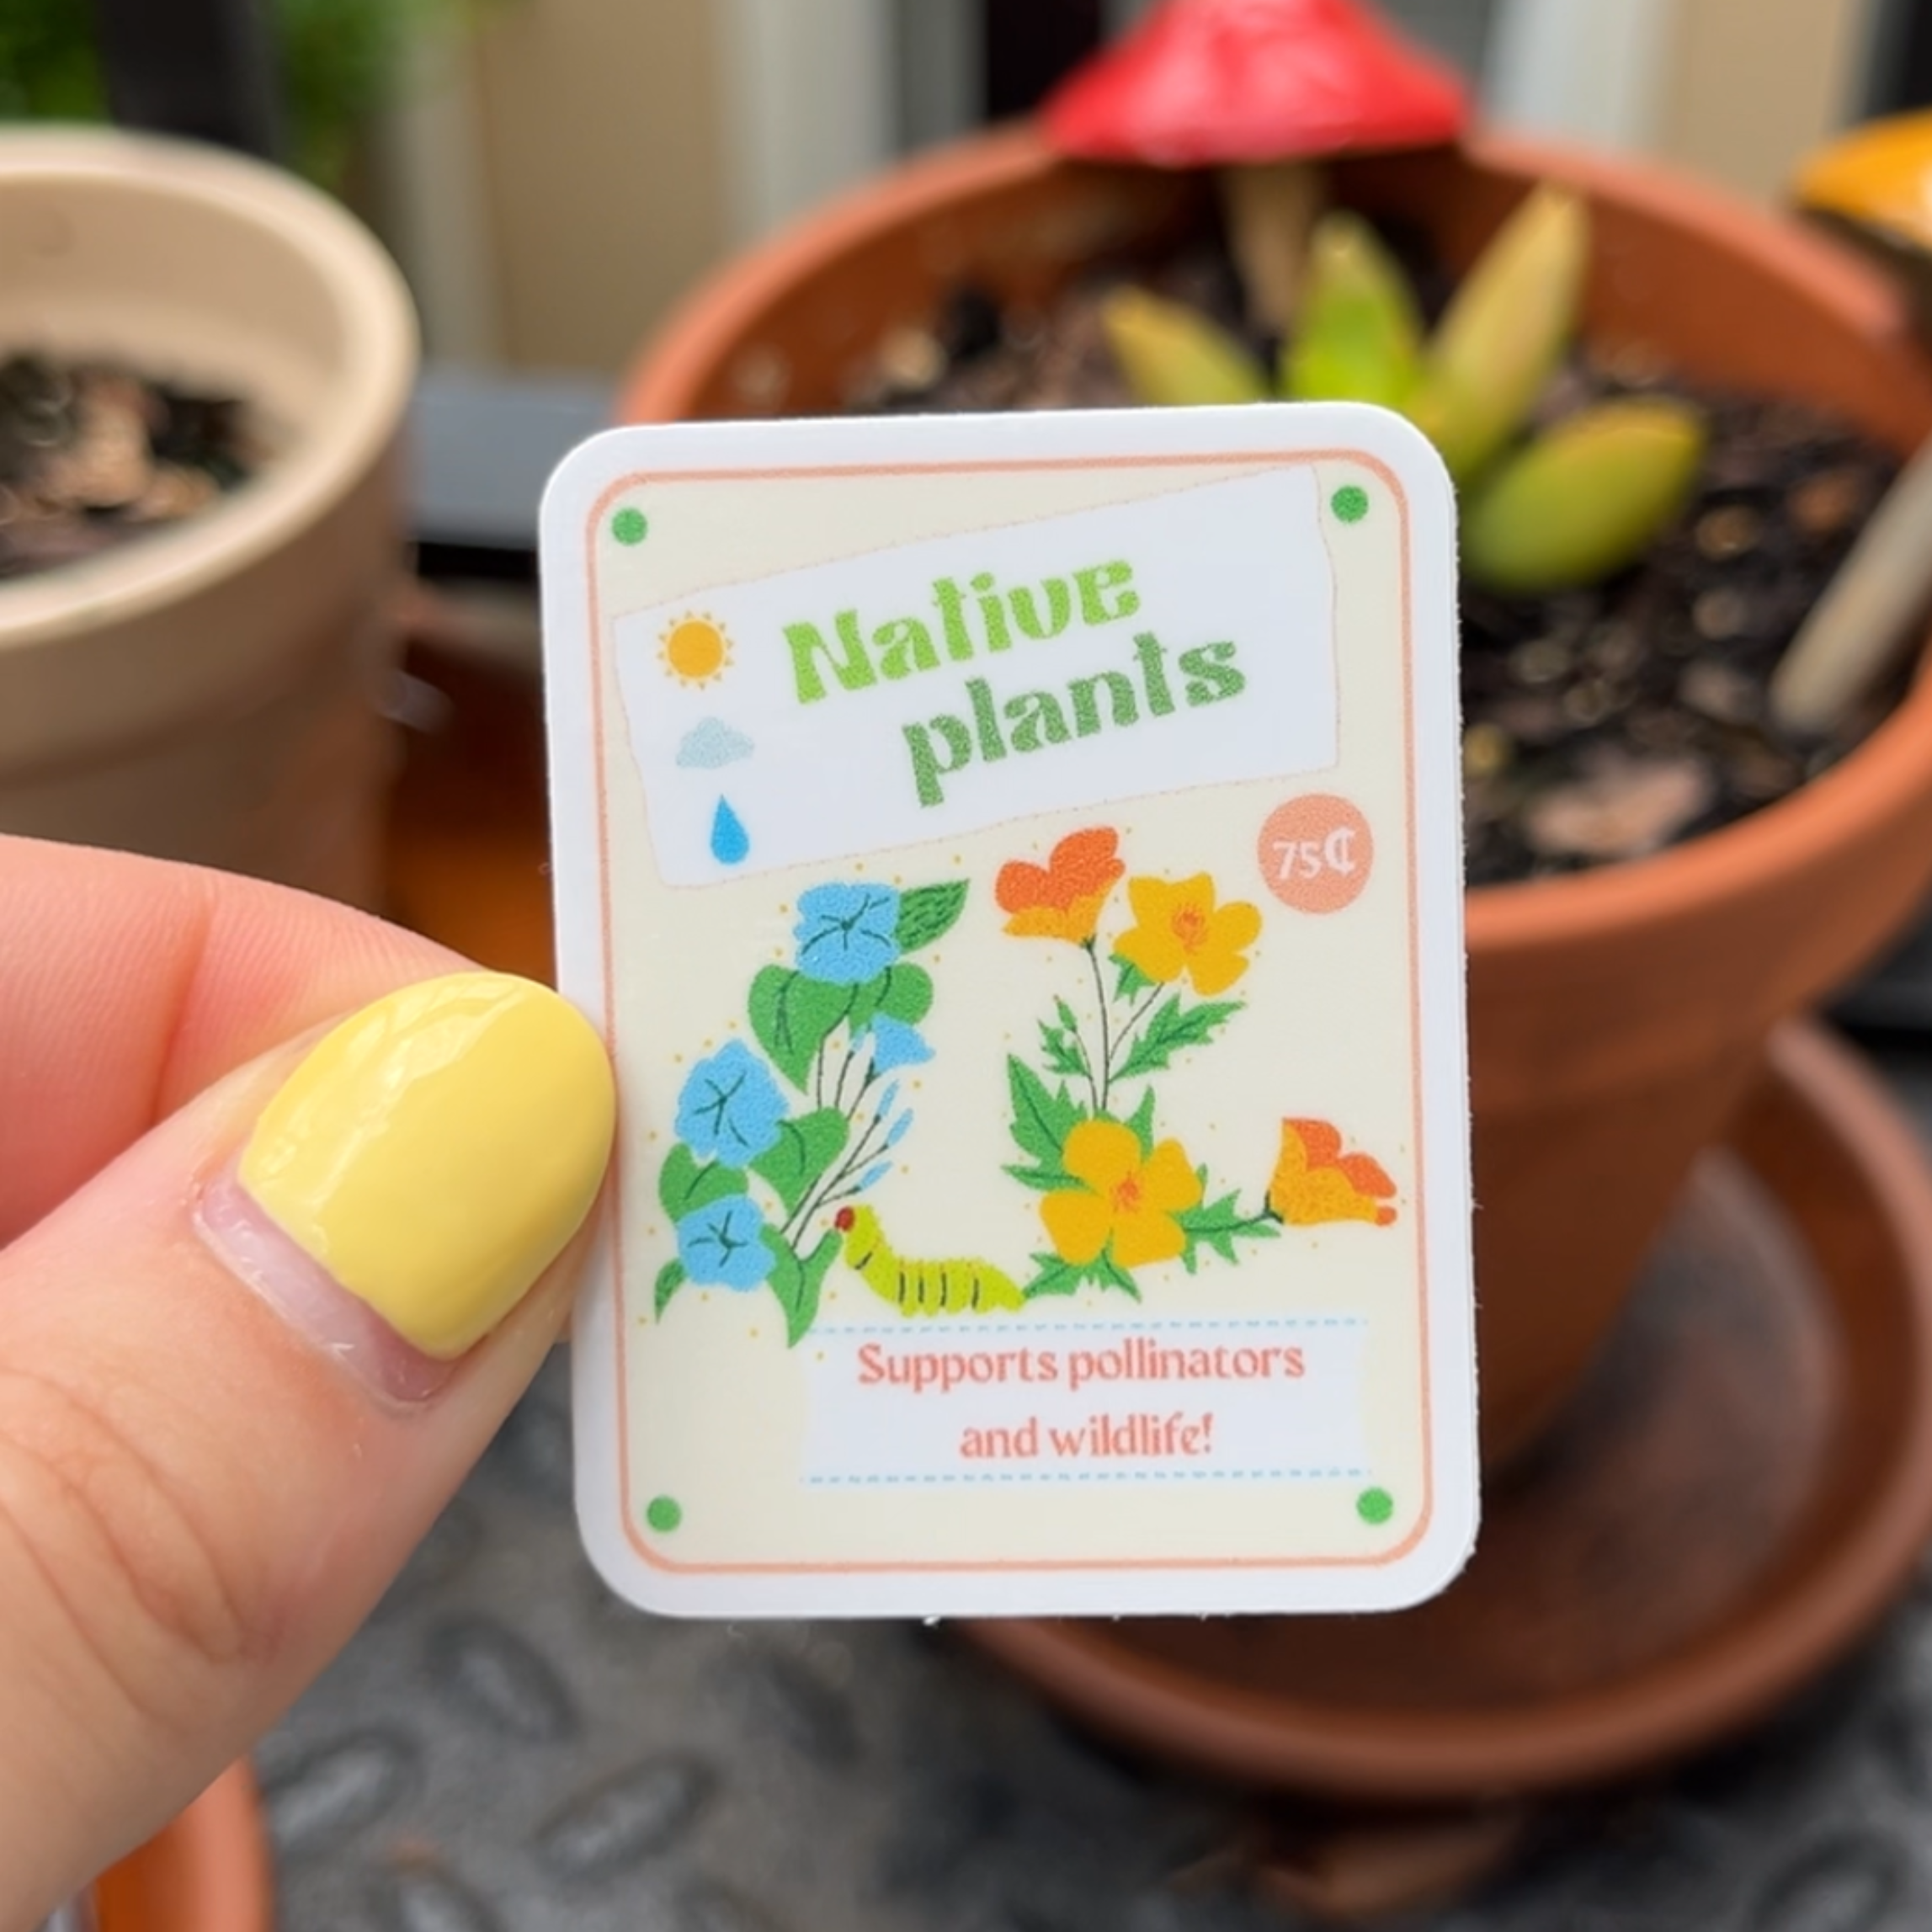 Native
plants
75¢
Supports pollinators
and wildlife!